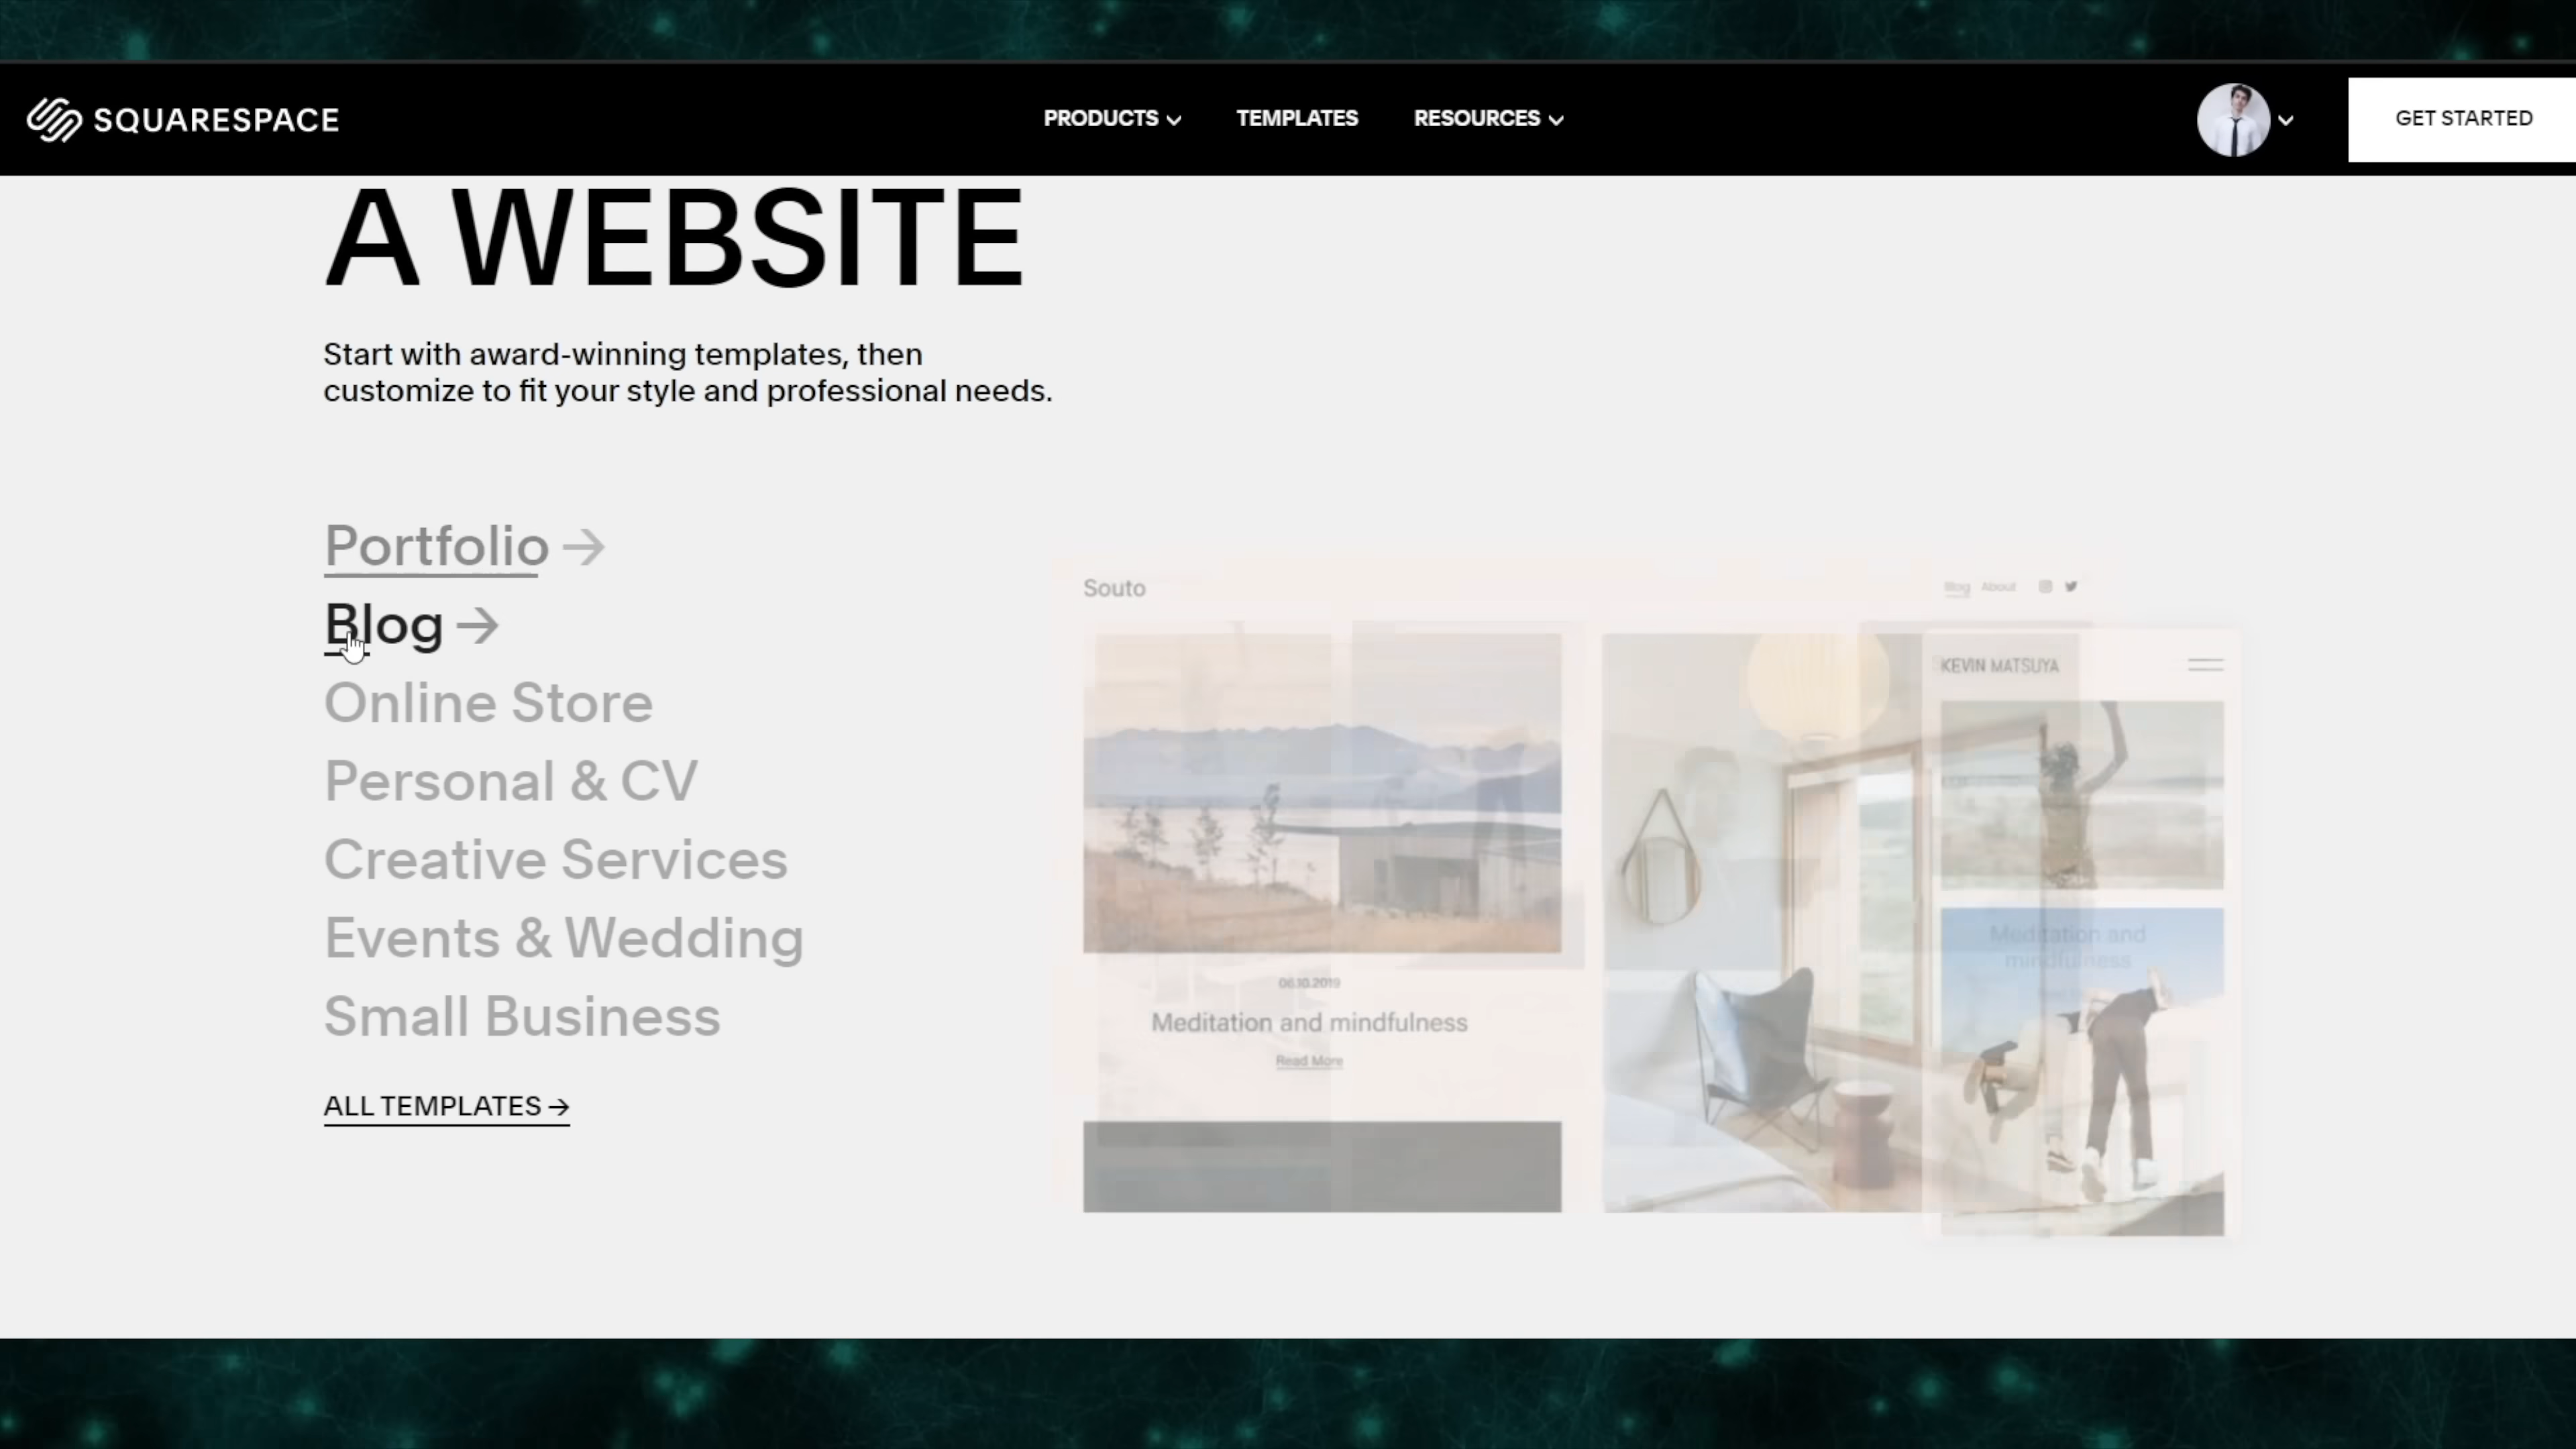 SQUARESPACE
PRODUCTS
TEMPLATES
RESOURCES
GET STARTED
A WEBSITE
Start with award-winning templates, then
customize to fit your style and professional needs.
Portfolio →
Blog →
Online Store
Personal & CV
Creative Services
Events & Wedding
Small Business
ALL TEMPLATES →
Souto
Blog About
KEVIN MATSUYA
06.10.2019
Meditation and mindfulness
Read More
Meditation and
mindfulness